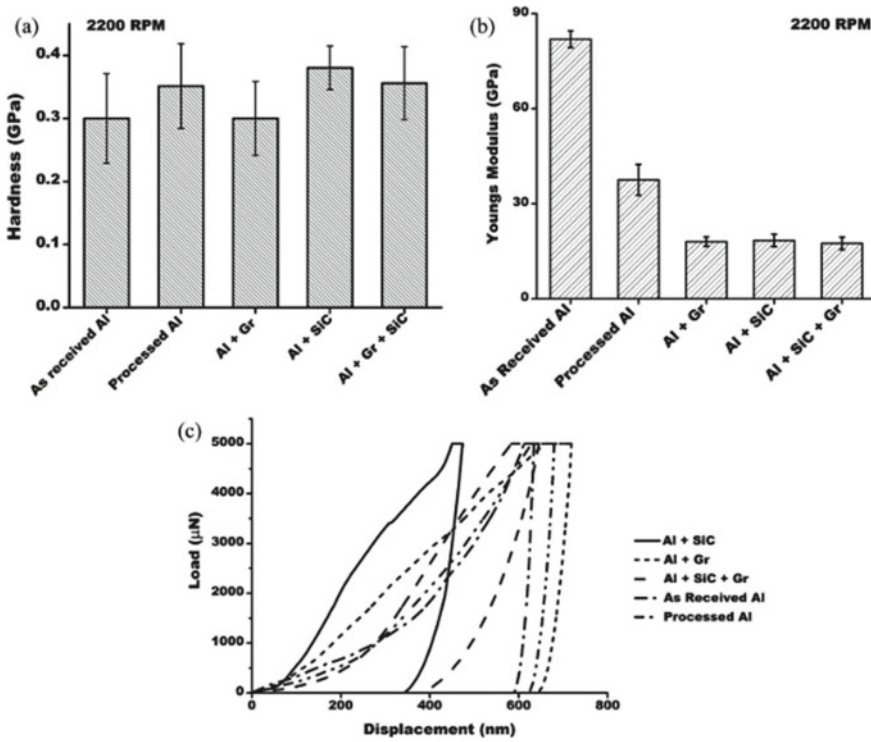 (a)
2200 RPM
Hardness (GPa)
0.4
0.3
0.4
0.1
0.0
As received Al
Processed Al
Al + Gr
Al + SiC
Al + Gr + SiC
(b)
2200 RPM
Youngs Modulus (GPa)
90
60
30
0
As Received Al
Processed Al
Al + Gr
Al + SiC
Al + SiC + Gr
(c)
Load (µN)
5000
4000
3000
2000
1000
0
0 200 400 600 800
Displacement (nm)
Al + SiC
Al + Gr
Al + SiC + Gr
As Received Al
Processed Al